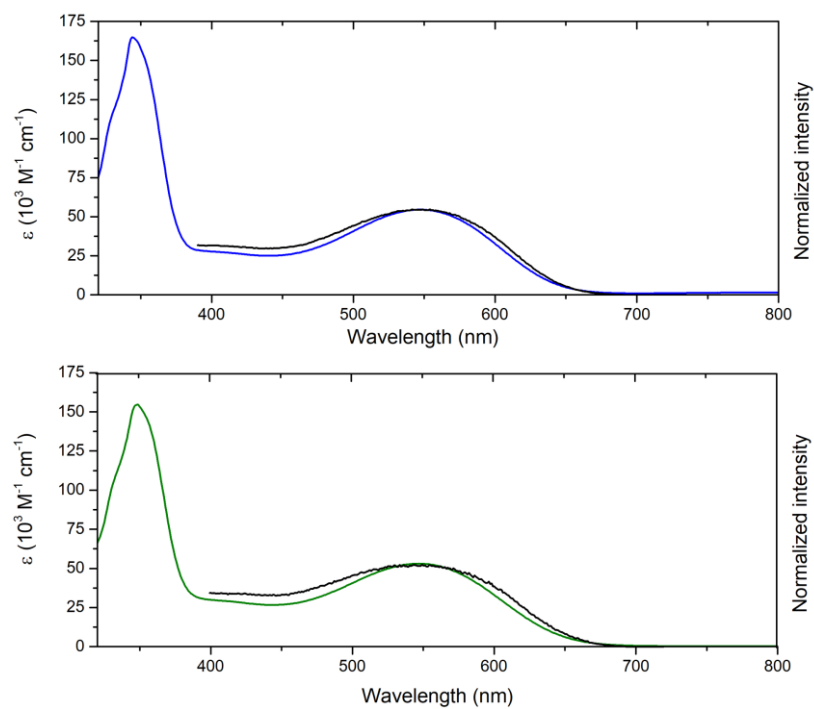 175
150
125
100
75
50
25
0
ε (10³ M⁻¹ cm⁻¹)
Normalized intensity
400 500 600 700 800
Wavelength (nm)
175
150
125
100
75
50
25
0
ε (10³ M⁻¹ cm⁻¹)
Normalized intensity
400 500 600 700 800
Wavelength (nm)